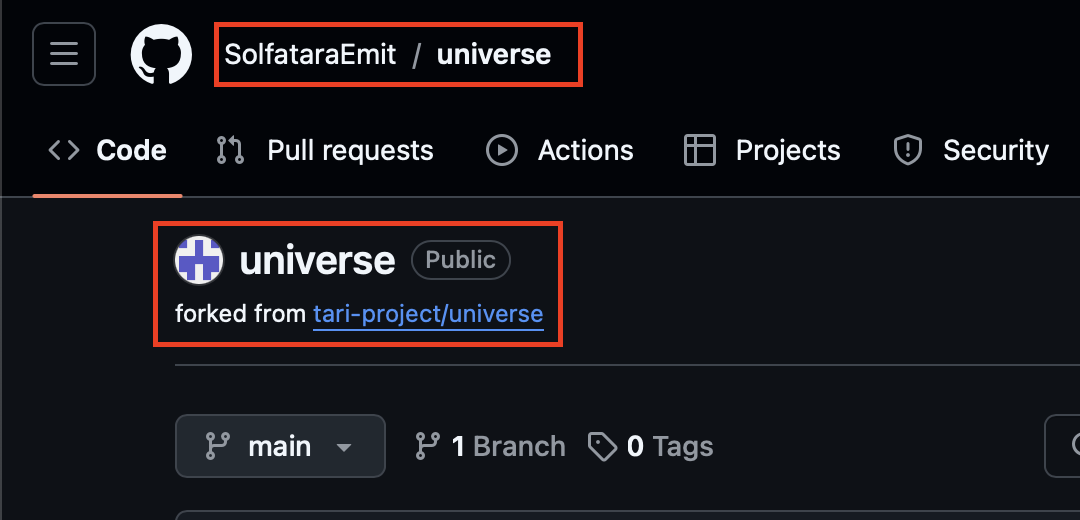 SolfataraEmit / universe
Code Pull requests Actions Projects Security
universe Public
forked from tari-project/universe
main 1 Branch 0 Tags